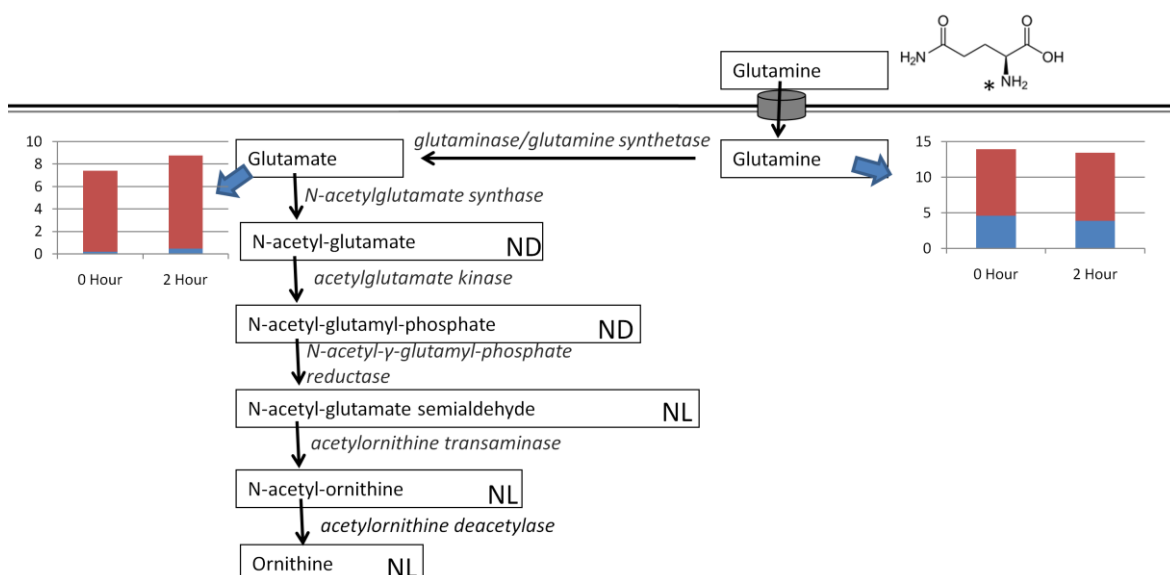 O
O
H₂N
OH
* NH₂
Glutamine
10
8
6
4
2
0
0 Hour
2 Hour
Glutamate
glutaminase/glutamine synthetase
Glutamine
15
10
5
0
0 Hour
2 Hour
N-acetylglutamate synthase
N-acetyl-glutamate ND
acetylglutamate kinase
N-acetyl-glutamyl-phosphate ND
N-acetyl-γ-glutamyl-phosphate
reductase
N-acetyl-glutamate semialdehyde NL
acetylornithine transaminase
N-acetyl-ornithine NL
acetylornithine deacetylase
Ornithine NL